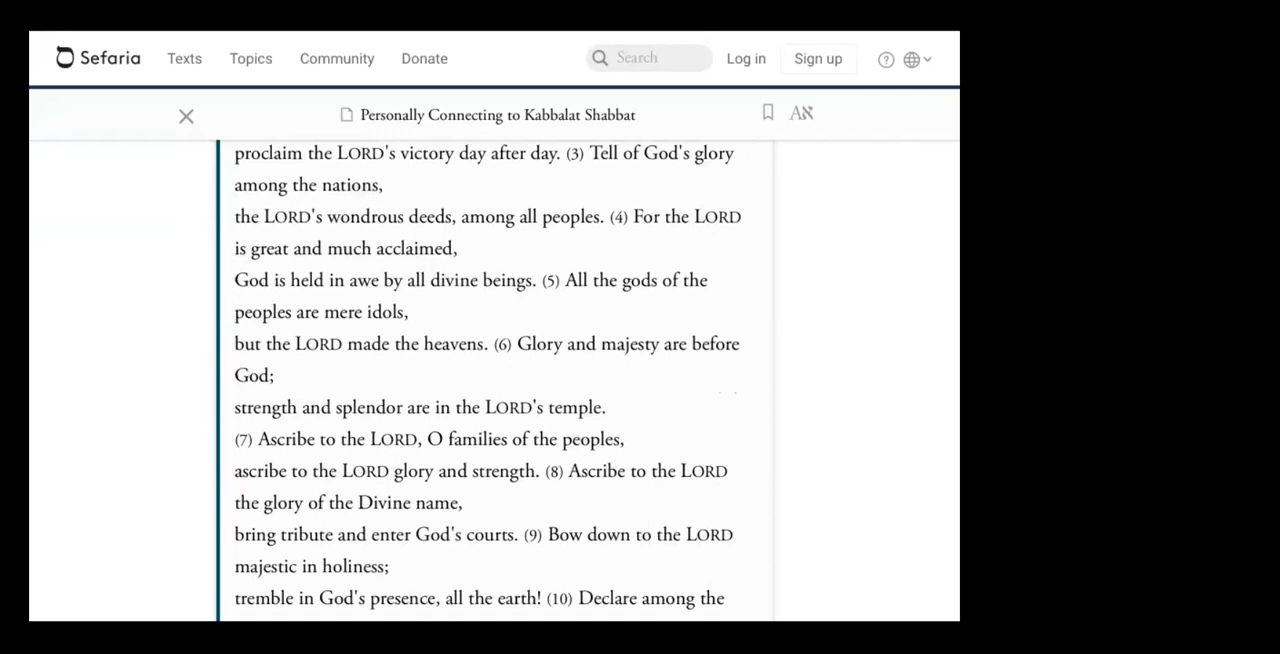 Sefaria Texts Topics Community Donate Search Log in Sign up
Personally Connecting to Kabbalat Shabbat Aא
proclaim the LORD's victory day after day. (3) Tell of God's glory
among the nations,
the LORD's wondrous deeds, among all peoples. (4) For the LORD
is great and much acclaimed,
God is held in awe by all divine beings. (5) All the gods of the
peoples are mere idols,
but the LORD made the heavens. (6) Glory and majesty are before
God;
strength and splendor are in the LORD's temple.
(7) Ascribe to the LORD, O families of the peoples,
ascribe to the LORD glory and strength. (8) Ascribe to the LORD
the glory of the Divine name,
bring tribute and enter God's courts. (9) Bow down to the LORD
majestic in holiness;
tremble in God's presence, all the earth! (10) Declare among the